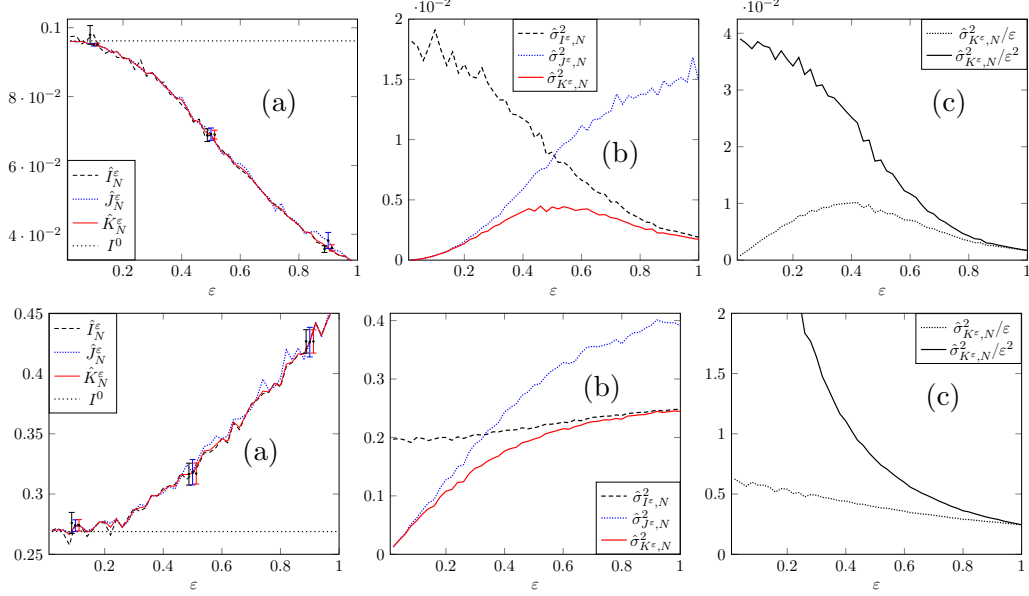 ·10⁻²
·10⁻²
0.1
8 · 10⁻²
6 · 10⁻²
4 · 10⁻²
(a)
Î^ε_N
Ĵ^ε_N
K̂^ε_N
I⁰
0.2 0.4 0.6 0.8 1
ε
2
1.5
1
0.5
0
σ̂²_{I^ε,N}
σ̂²_{J^ε,N}
σ̂²_{K^ε,N}
(b)
0.2 0.4 0.6 0.8 1
ε
4
3
2
1
0
σ̂²_{K^ε,N}/ε
σ̂²_{K^ε,N}/ε²
(c)
0.2 0.4 0.6 0.8 1
ε
0.45
0.4
0.35
0.3
0.25
Î^ε_N
Ĵ^ε_N
K̂^ε_N
I⁰
(a)
0 0.2 0.4 0.6 0.8 1
ε
0.4
0.3
0.2
0.1
0
(b)
σ̂²_{I^ε,N}
σ̂²_{J^ε,N}
σ̂²_{K^ε,N}
0 0.2 0.4 0.6 0.8 1
ε
2
1.5
1
0.5
0
σ̂²_{K^ε,N}/ε
σ̂²_{K^ε,N}/ε²
(c)
0 0.2 0.4 0.6 0.8 1
ε